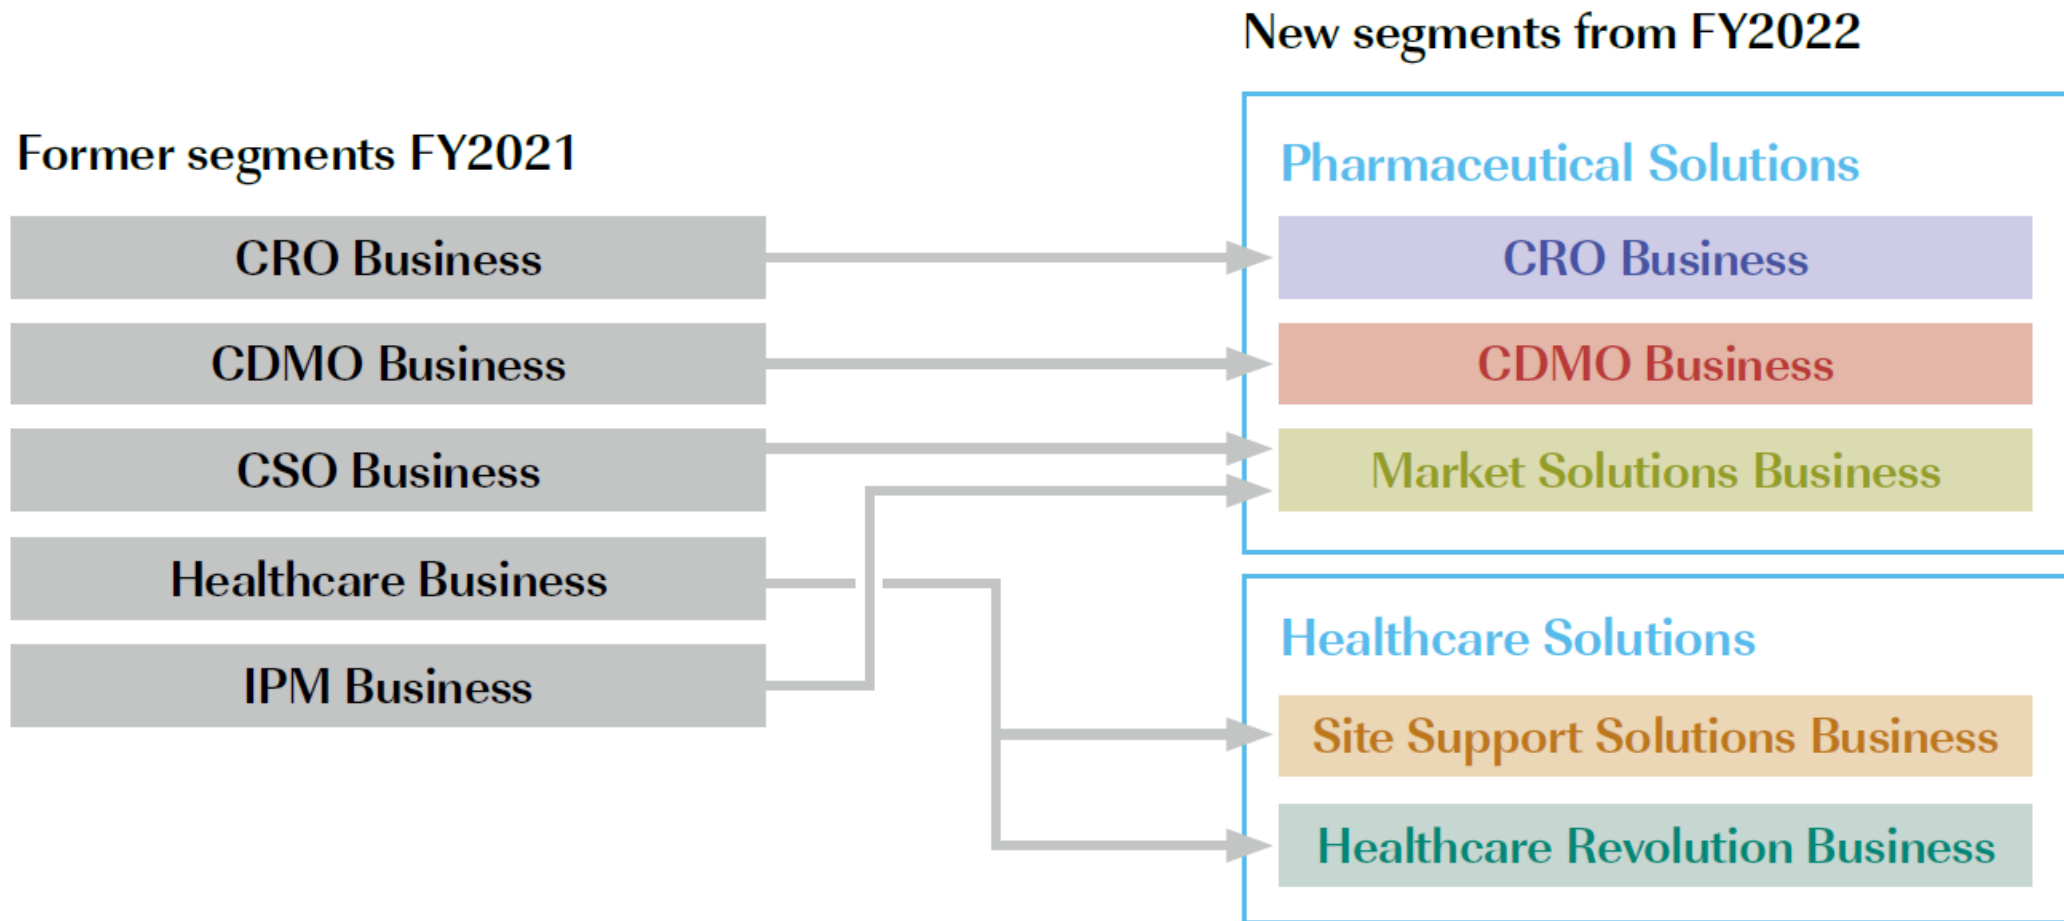 New segments from FY2022
Former segments FY2021
Pharmaceutical Solutions
CRO Business
CRO Business
CDMO Business
CDMO Business
CSO Business
Market Solutions Business
Healthcare Business
Healthcare Solutions
IPM Business
Site Support Solutions Business
Healthcare Revolution Business